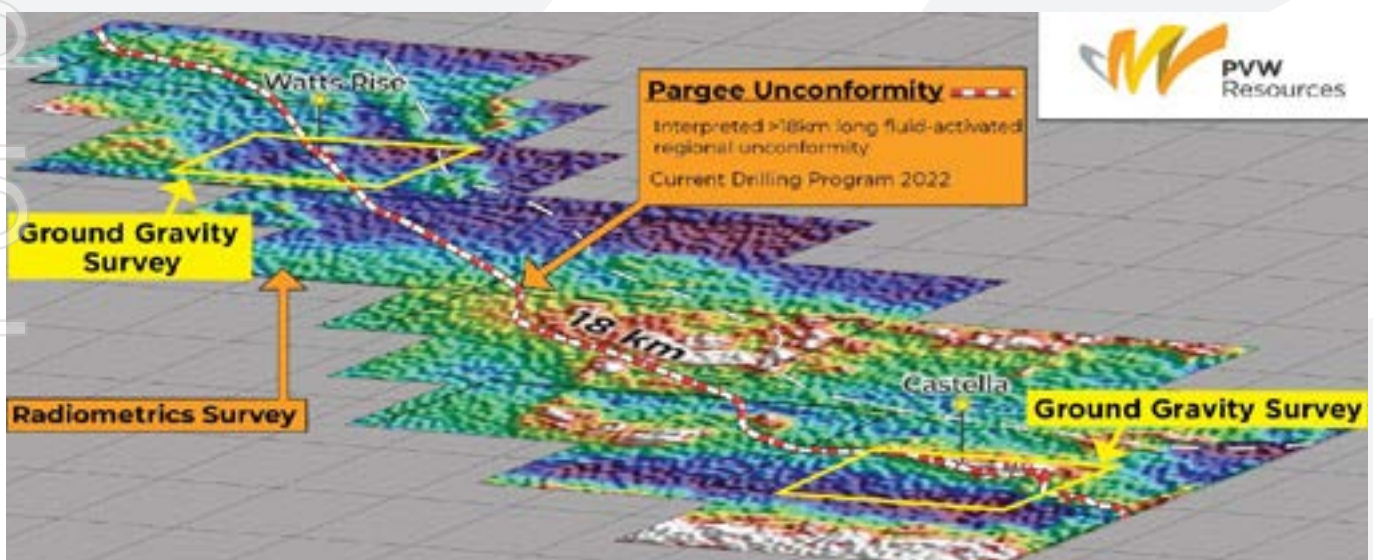 PVW
Resources
Watts Rise
Pargee Unconformity
Interpreted >18km long fluid-activated
regional unconformity
Current Drilling Program 2022
Ground Gravity
Survey
18 km
Castella
Radiometrics Survey
Ground Gravity Survey